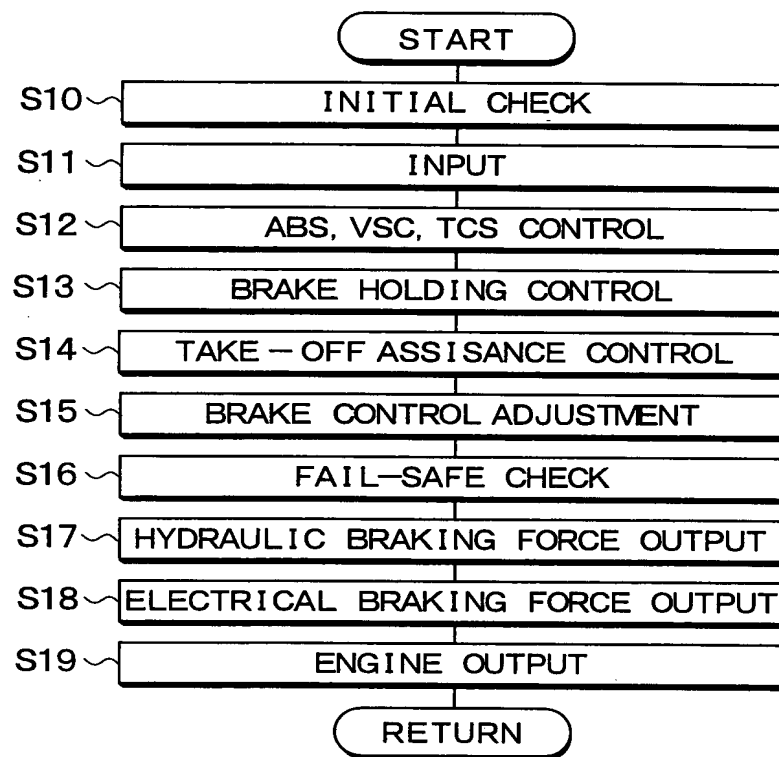 START
S10 INITIAL CHECK
S11 INPUT
S12 ABS, VSC, TCS CONTROL
S13 BRAKE HOLDING CONTROL
S14 TAKE-OFF ASSISANCE CONTROL
S15 BRAKE CONTROL ADJUSTMENT
S16 FAIL-SAFE CHECK
S17 HYDRAULIC BRAKING FORCE OUTPUT
S18 ELECTRICAL BRAKING FORCE OUTPUT
S19 ENGINE OUTPUT
RETURN